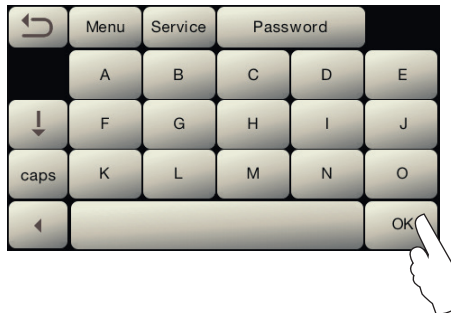 Menu Service Password
A B C D E
F G H I J
caps K L M N O
OK